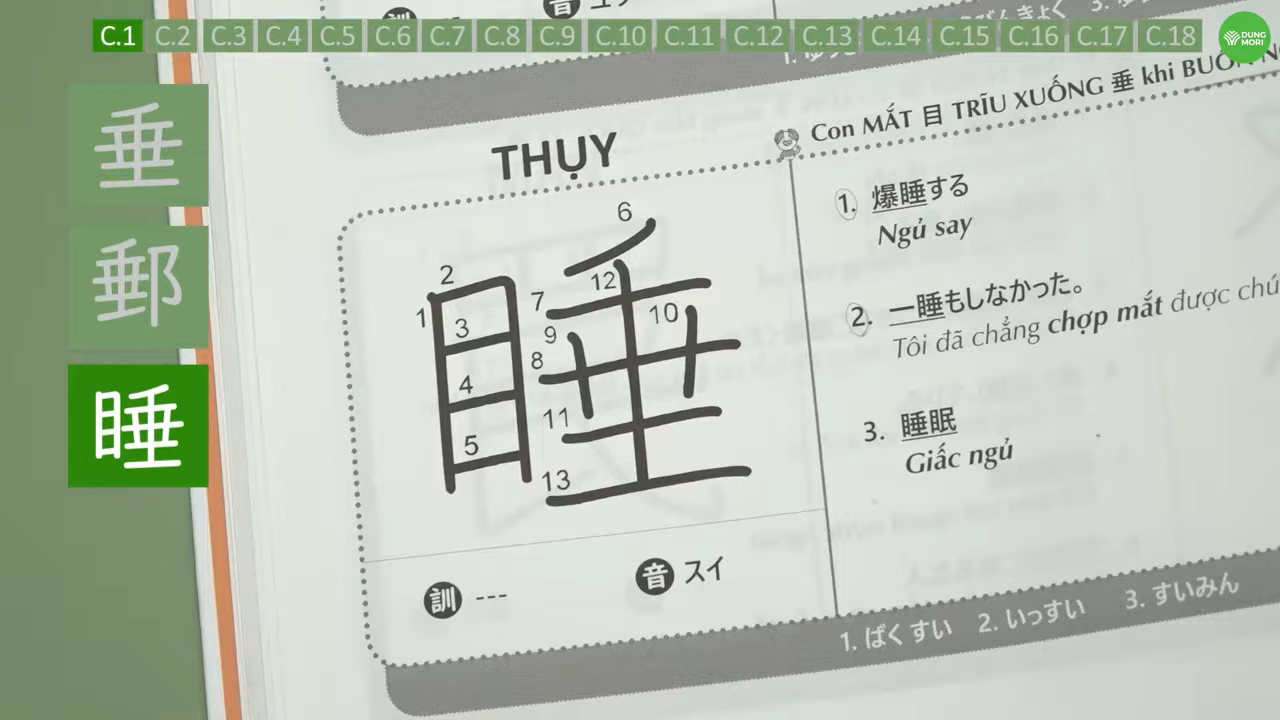 C.1 C.2 C.3 C.4 C.5 C.6 C.7 C.8 C.9 C.10 C.11 C.12 C.13 C.14 C.15 C.16 C.17 C.18
DUNG MORI
垂
郵
睡
訓 ---
音
THỤY
Con MẮT 目 TRĨU XUỐNG 垂 khi
睡
1 2 3 4 5 6 7 8 9 10 11 12 13
訓 ---
音 スイ
1. 爆睡する
Ngủ say
2. 一睡もしなかった。
Tôi đã chẳng chợp mắt được
3. 睡眠
Giấc ngủ
1. ばくすい 2. いっすい 3. すいみん